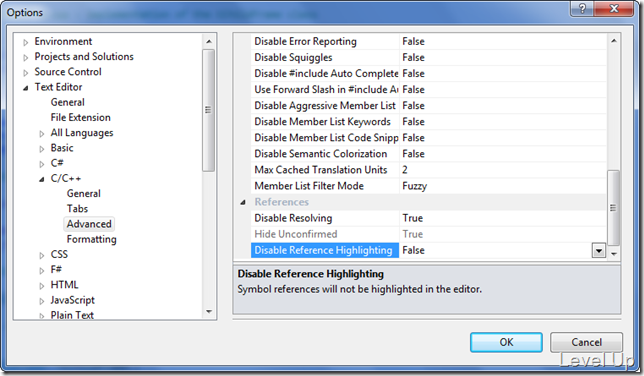 Options
Environment
Projects and Solutions
Source Control
Text Editor
General
File Extension
All Languages
Basic
C#
C/C++
General
Tabs
Advanced
Formatting
CSS
F#
HTML
JavaScript
Plain Text
Disable Error Reporting False
Disable Squiggles False
Disable #include Auto Complete False
Use Forward Slash in #include Au False
Disable Aggressive Member List False
Disable Member List Keywords False
Disable Member List Code Snipp False
Disable Semantic Colorization False
Max Cached Translation Units 2
Member List Filter Mode Fuzzy
References
Disable Resolving True
Hide Unconfirmed True
Disable Reference Highlighting False
Disable Reference Highlighting
Symbol references will not be highlighted in the editor.
OK Cancel
Level Up